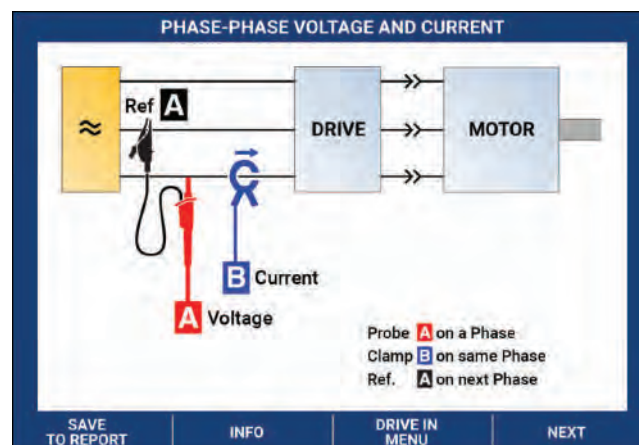 PHASE-PHASE VOLTAGE AND CURRENT
Ref A
≈
DRIVE
MOTOR
B Current
A Voltage
Probe A on a Phase
Clamp B on same Phase
Ref. A on next Phase
SAVE TO REPORT
INFO
DRIVE IN MENU
NEXT